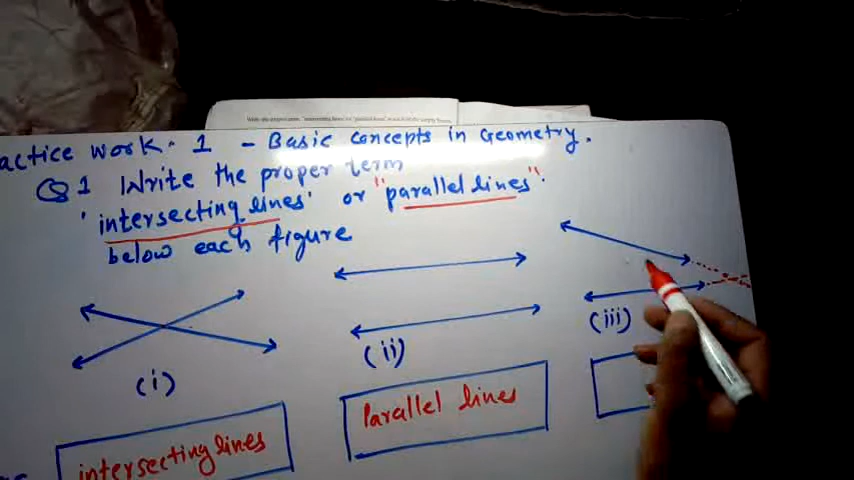 actice work. 1 - Basic concepts in Geometry.
Q1 Write the proper term
'intersecting lines' or "parallel lines".
below each figure
(i)
(ii)
(iii)
intersecting lines
Parallel lines